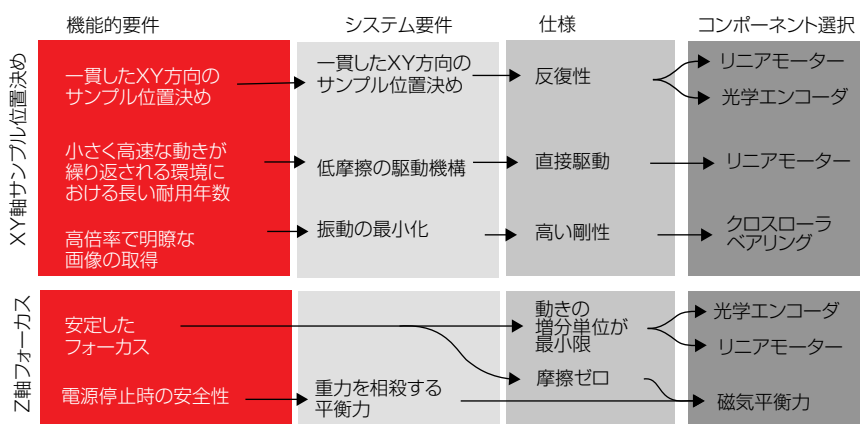 機能的要件
システム要件
仕様
コンポーネント選択
XY軸サンプル位置決め
一貫したXY方向の
サンプル位置決め
一貫したXY方向の
サンプル位置決め
反復性
リニアモーター
光学エンコーダ
小さく高速な動きが
繰り返される環境に
おける長い耐用年数
低摩擦の駆動機構
直接駆動
リニアモーター
高倍率で明瞭な
画像の取得
振動の最小化
高い剛性
クロスローラ
ベアリング
Z軸フォーカス
安定した
フォーカス
動きの
増分単位が
最小限
光学エンコーダ
リニアモーター
摩擦ゼロ
電源停止時の安全性
重力を相殺する
平衡力
磁気平衡力